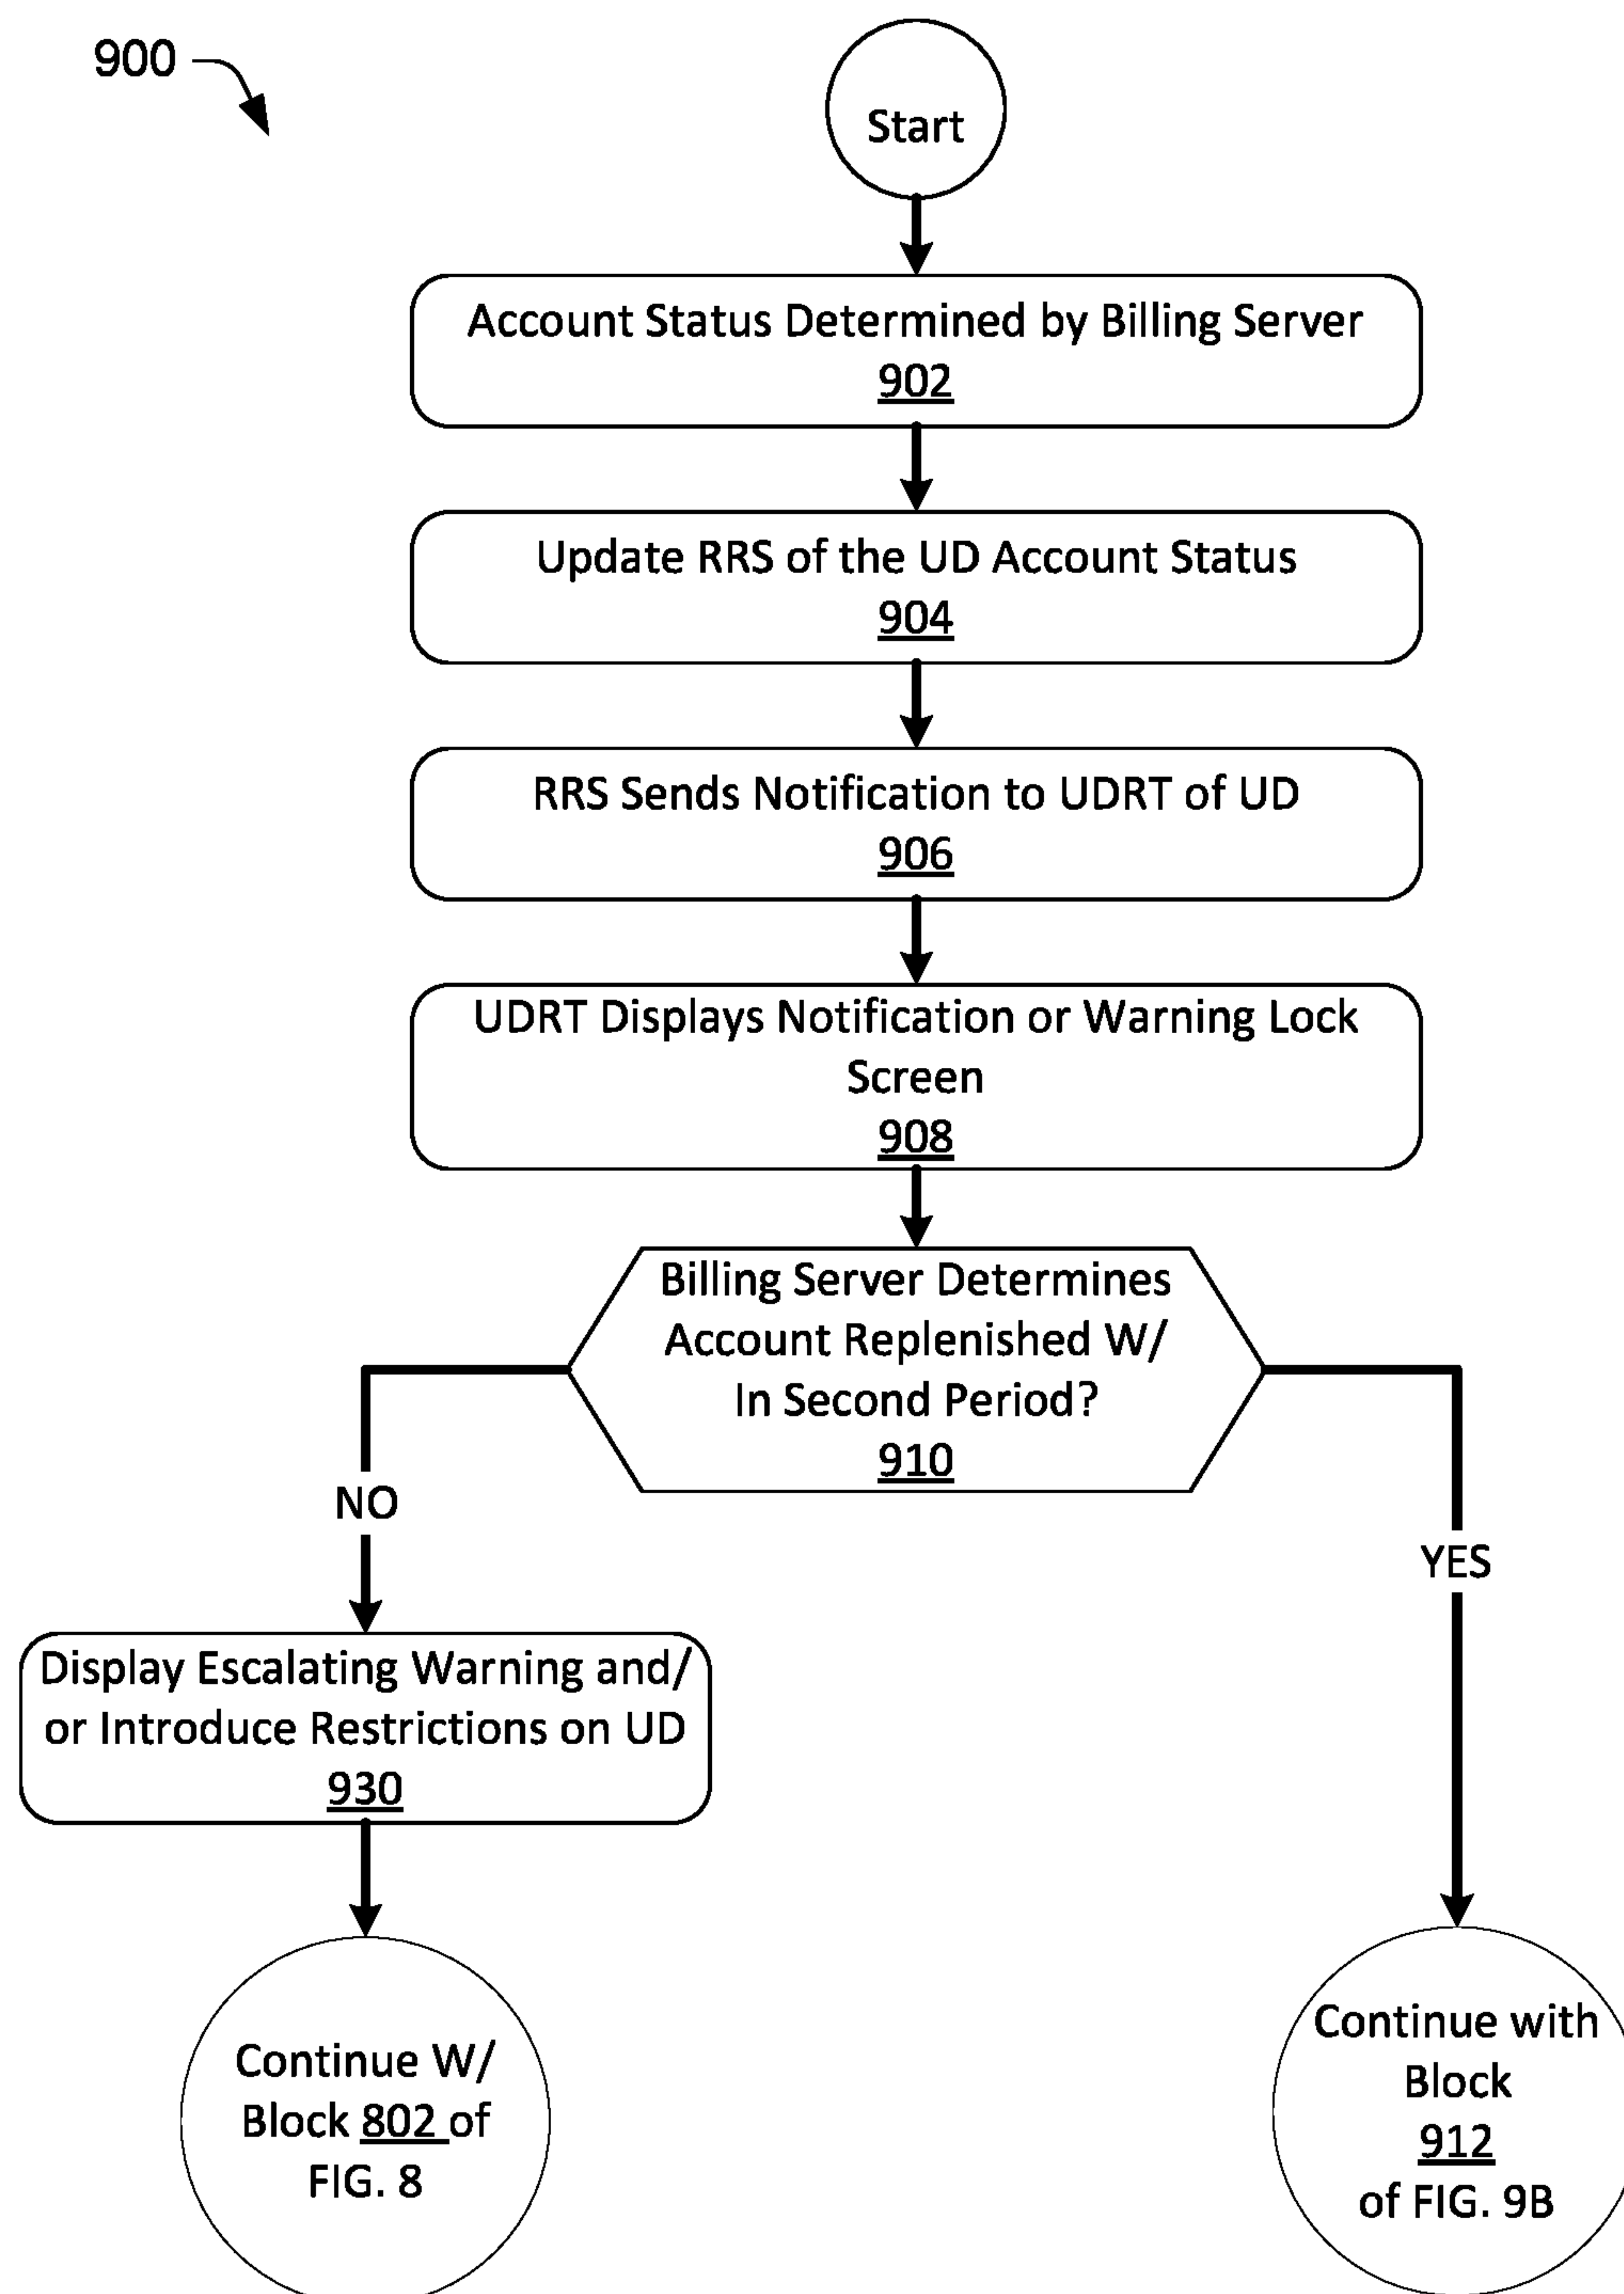 900
Start
Account Status Determined by Billing Server
902
Update RRS of the UD Account Status
904
RRS Sends Notification to UDRT of UD
906
UDRT Displays Notification or Warning Lock
Screen
908
Billing Server Determines
Account Replenished W/
In Second Period?
910
NO
YES
Display Escalating Warning and/
or Introduce Restrictions on UD
930
Continue W/
Block 802 of
FIG. 8
Continue with
Block
912
of FIG. 9B